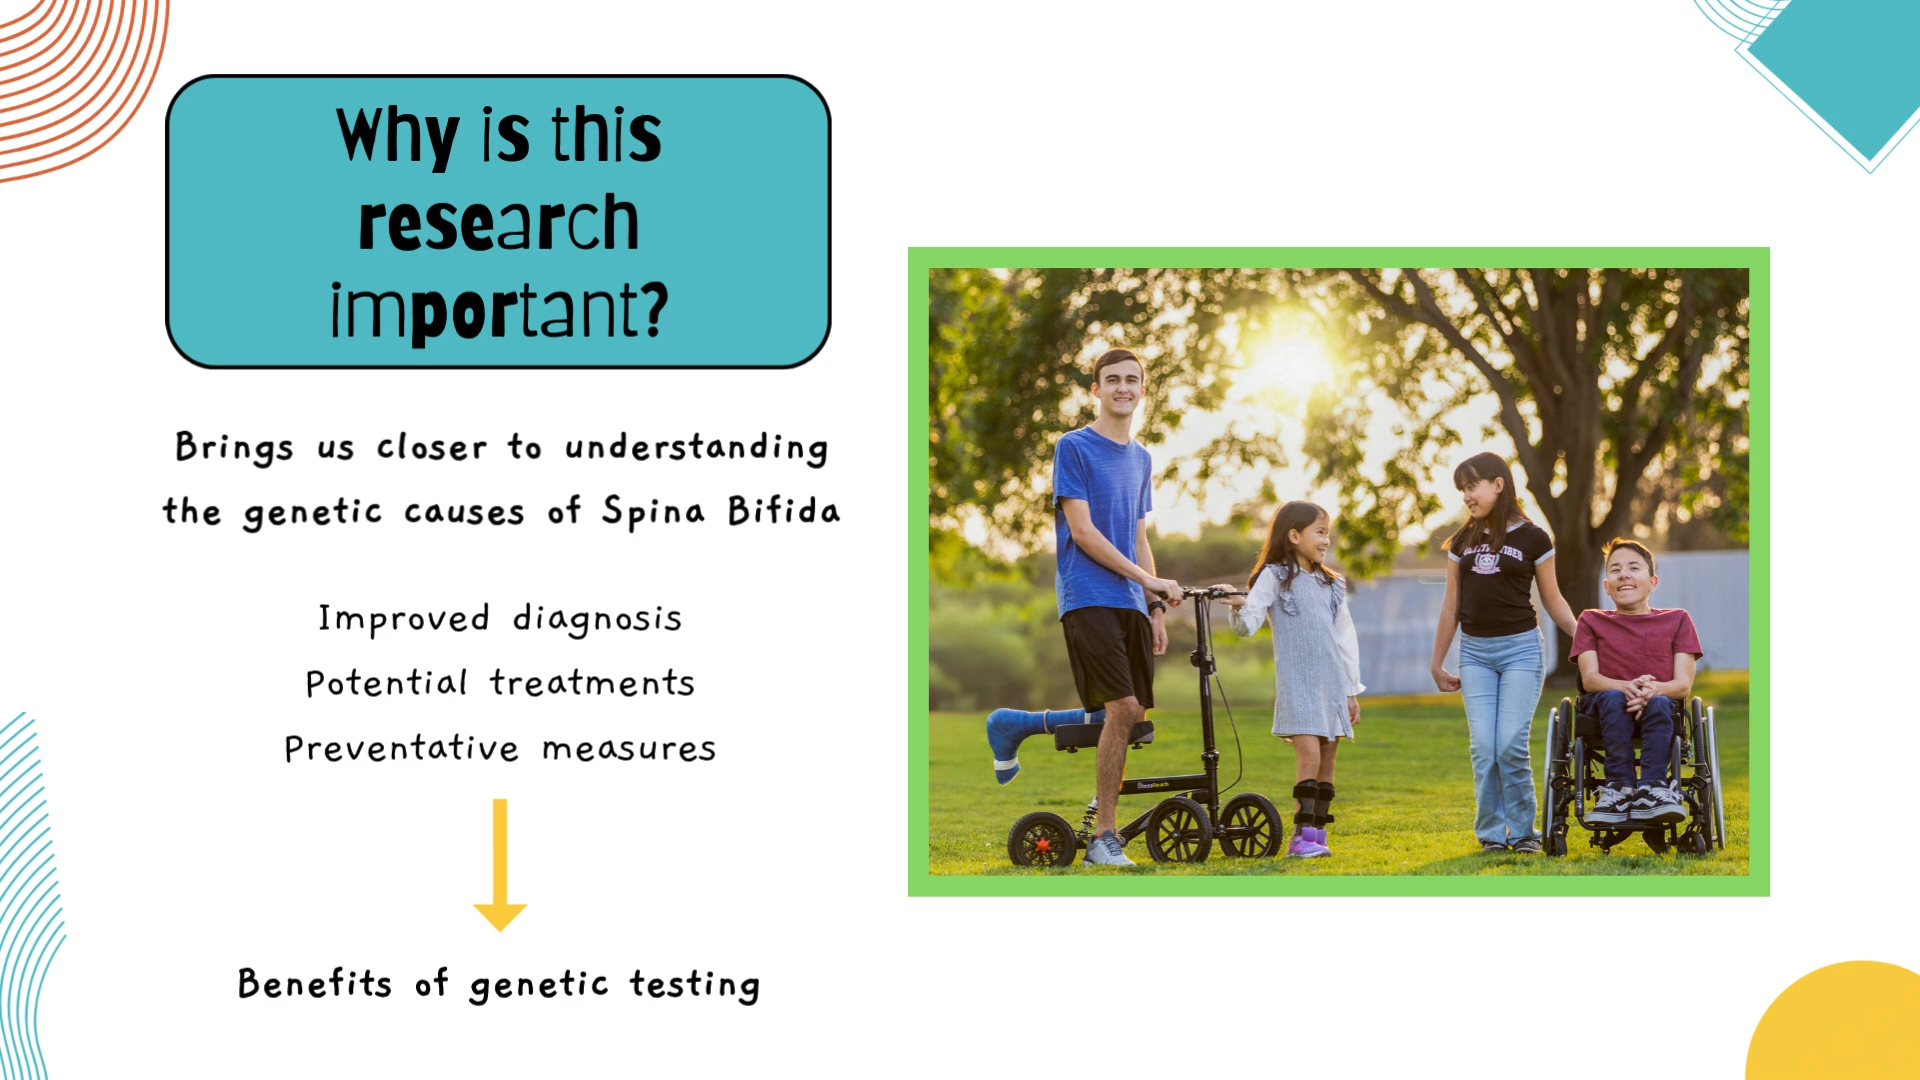 Why is this
research
important?
Brings us closer to understanding
the genetic causes of Spina Bifida
Improved diagnosis
Potential treatments
Preventative measures
Benefits of genetic testing